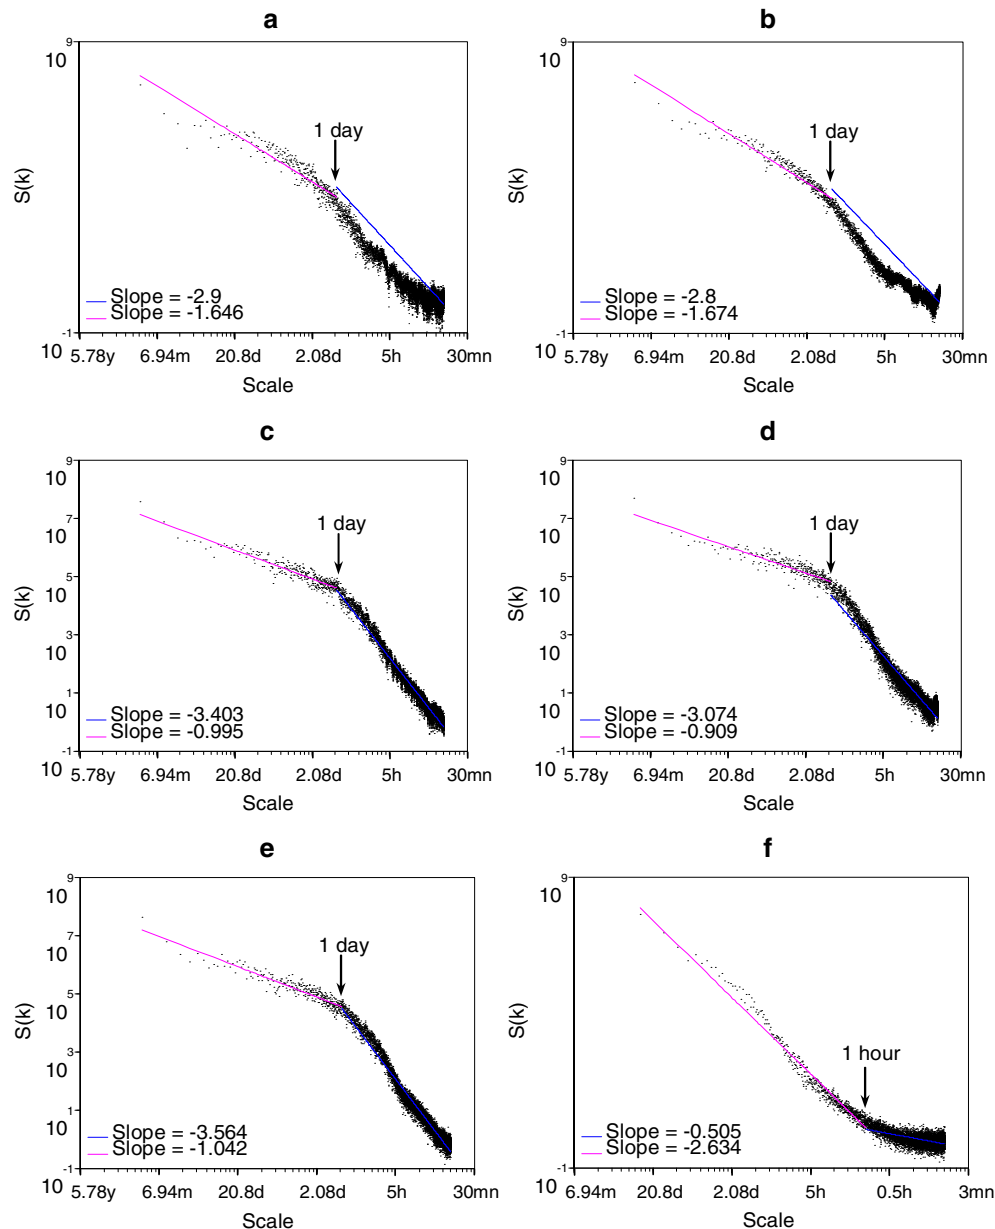 a
10 9
1 day
S(k)
Slope = -2.9
Slope = -1.646
10 -1
5.78y 6.94m 20.8d 2.08d 5h 30mn
Scale
b
10 9
1 day
S(k)
Slope = -2.8
Slope = -1.674
10 -1
5.78y 6.94m 20.8d 2.08d 5h 30mn
Scale
c
10 9
10 7
1 day
10 5
S(k)
10 3
10 1
Slope = -3.403
Slope = -0.995
10 -1
5.78y 6.94m 20.8d 2.08d 5h 30mn
Scale
d
10 9
10 7
1 day
10 5
S(k)
10 3
10 1
Slope = -3.074
Slope = -0.909
10 -1
5.78y 6.94m 20.8d 2.08d 5h 30mn
Scale
e
10 9
10 7
1 day
10 5
S(k)
10 3
10 1
Slope = -3.564
Slope = -1.042
10 -1
5.78y 6.94m 20.8d 2.08d 5h 30mn
Scale
f
10 9
S(k)
1 hour
Slope = -0.505
Slope = -2.634
10 -1
6.94m 20.8d 2.08d 5h 0.5h 3mn
Scale